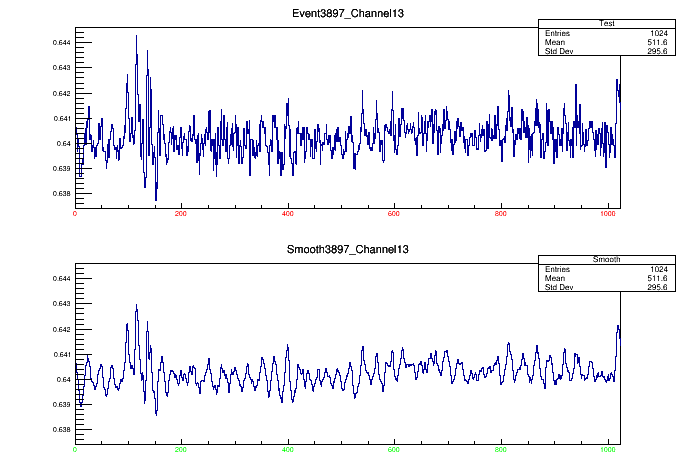 Event3897_Channel13
Test
Entries 1024
Mean 511.6
Std Dev 295.6
0.644
0.643
0.642
0.641
0.64
0.639
0.638
0 200 400 600 800 1000
Smooth3897_Channel13
Smooth
Entries 1024
Mean 511.6
Std Dev 295.6
0.644
0.643
0.642
0.641
0.64
0.639
0.638
0 200 400 600 800 1000